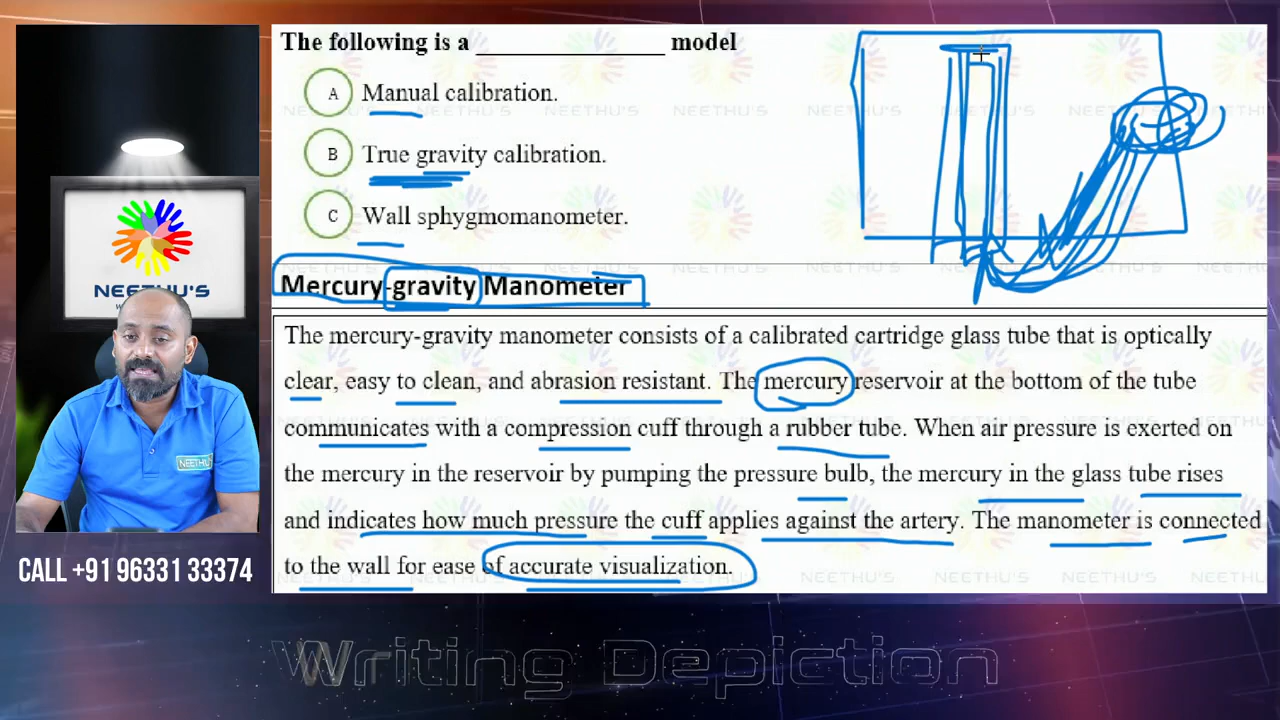 The following is a ________________ model
A Manual calibration.
B True gravity calibration.
C Wall sphygmomanometer.
Mercury-gravity Manometer
The mercury-gravity manometer consists of a calibrated cartridge glass tube that is optically
clear, easy to clean, and abrasion resistant. The mercury reservoir at the bottom of the tube
communicates with a compression cuff through a rubber tube. When air pressure is exerted on
the mercury in the reservoir by pumping the pressure bulb, the mercury in the glass tube rises
and indicates how much pressure the cuff applies against the artery. The manometer is connected
to the wall for ease of accurate visualization.
NEETHU'S
NEETHU'S
CALL +91 96331 33374
Writing Depiction